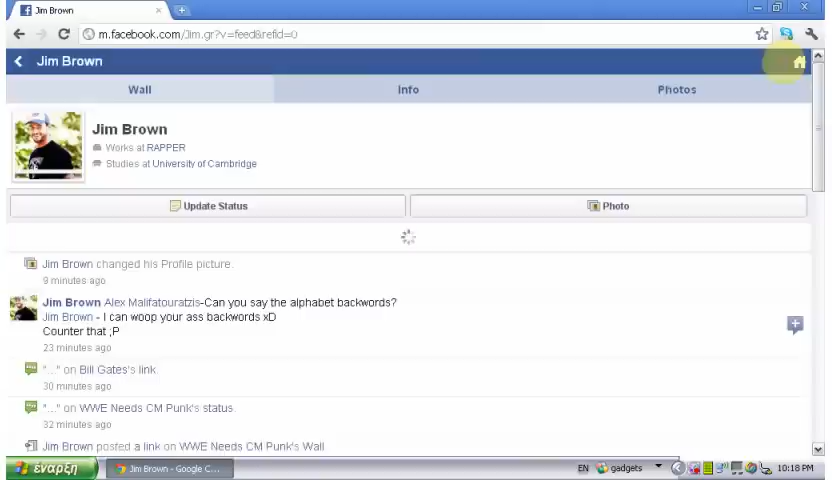 Jim Brown
m.facebook.com/Jim.gr?v=feed&refid=0
Jim Brown
Wall Info Photos
Jim Brown
Works at RAPPER
Studies at University of Cambridge
Update Status Photo
Jim Brown changed his Profile picture.
9 minutes ago
Jim Brown Alex Malifatouratzis-Can you say the alphabet backwords?
Jim Brown - I can woop your ass backwords xD
Counter that ;P
23 minutes ago
"..." on Bill Gates's link.
30 minutes ago
"..." on WWE Needs CM Punk's status.
32 minutes ago
Jim Brown posted a link on WWE Needs CM Punk's Wall
έναρξη Jim Brown - Google C... EN gadgets 10:18 PM